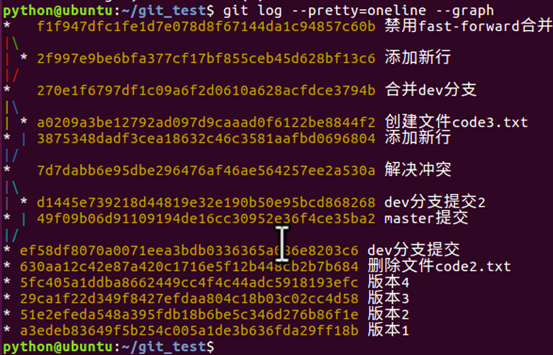 python@ubuntu:~/git_test$ git log --pretty=oneline --graph
*   f1f947dfc1fe1d7e078d8f67144da1c94857c60b 禁用fast-forward合并
|\
| * 2f997e9be6bfa377cf17bf855ceb45d628bf13c6 添加新行
|/
*   270e1f6797df1c09a6f2d0610a628acfdce3794b 合并dev分支
|\
| * a0209a3be12792ad097d9caaad0f6122be8844f2 创建文件code3.txt
* | 3875348dadf3cea18632c46c3581aafbd0696804 添加新行
|/
*   7d7dabb6e95dbe296476af46ae564257ee2a530a 解决冲突
|\
| * d1445e739218d44819e32e190b50e95bcd868268 dev分支提交2
* | 49f09b06d91109194de16cc30952e36f4ce35ba2 master提交
|/
* ef58df8070a0071eea3bdb0336365a036e8203c6 dev分支提交
* 630aa12c42e87a420c1716e5f12b448cb2b7b684 删除文件code2.txt
* 5fc405a1ddba8662449cc4f4c44adc5918193efc 版本4
* 29ca1f22d349f8427efdaa804c18b03c02cc4d58 版本3
* 51e2efeda548a395fdb18b6be5c346d276b86f1e 版本2
* a3edeb83649f5b254c005a1de3b636fda29ff18b 版本1
python@ubuntu:~/git_test$